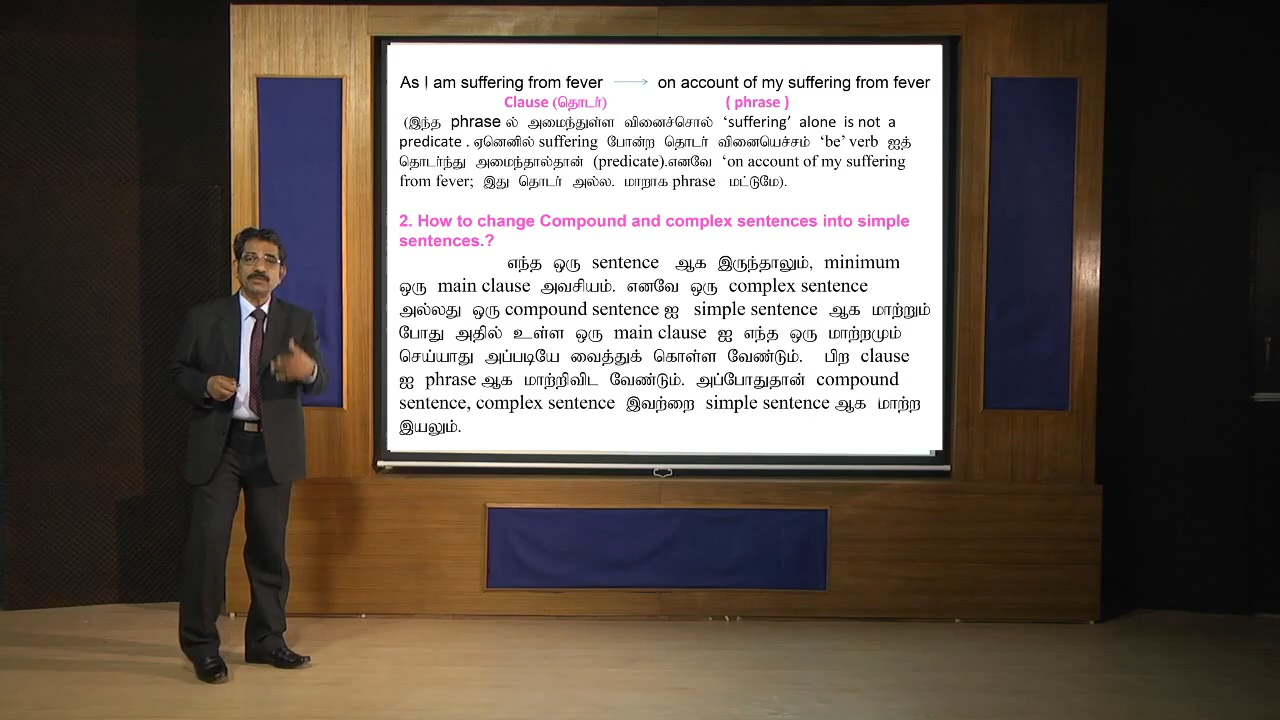 As I am suffering from fever → on account of my suffering from fever
Clause (தொடர்) ( phrase )
(இந்த phrase ல் அமைந்துள்ள வினைச்சொல் ‘suffering’ alone is not a
predicate . ஏனெனில் suffering போன்ற தொடர் வினையெச்சம் ‘be’ verb ஐத்
தொடர்ந்து அமைந்தால்தான் (predicate).எனவே ‘on account of my suffering
from fever; இது தொடர் அல்ல. மாறாக phrase மட்டுமே).
2. How to change Compound and complex sentences into simple
sentences.?
எந்த ஒரு sentence ஆக இருந்தாலும், minimum
ஒரு main clause அவசியம். எனவே ஒரு complex sentence
அல்லது ஒரு compound sentence ஐ simple sentence ஆக மாற்றும்
போது அதில் உள்ள ஒரு main clause ஐ எந்த ஒரு மாற்றமும்
செய்யாது அப்படியே வைத்துக் கொள்ள வேண்டும். பிற clause
ஐ phrase ஆக மாற்றிவிட வேண்டும். அப்போதுதான் compound
sentence, complex sentence இவற்றை simple sentence ஆக மாற்ற
இயலும்.